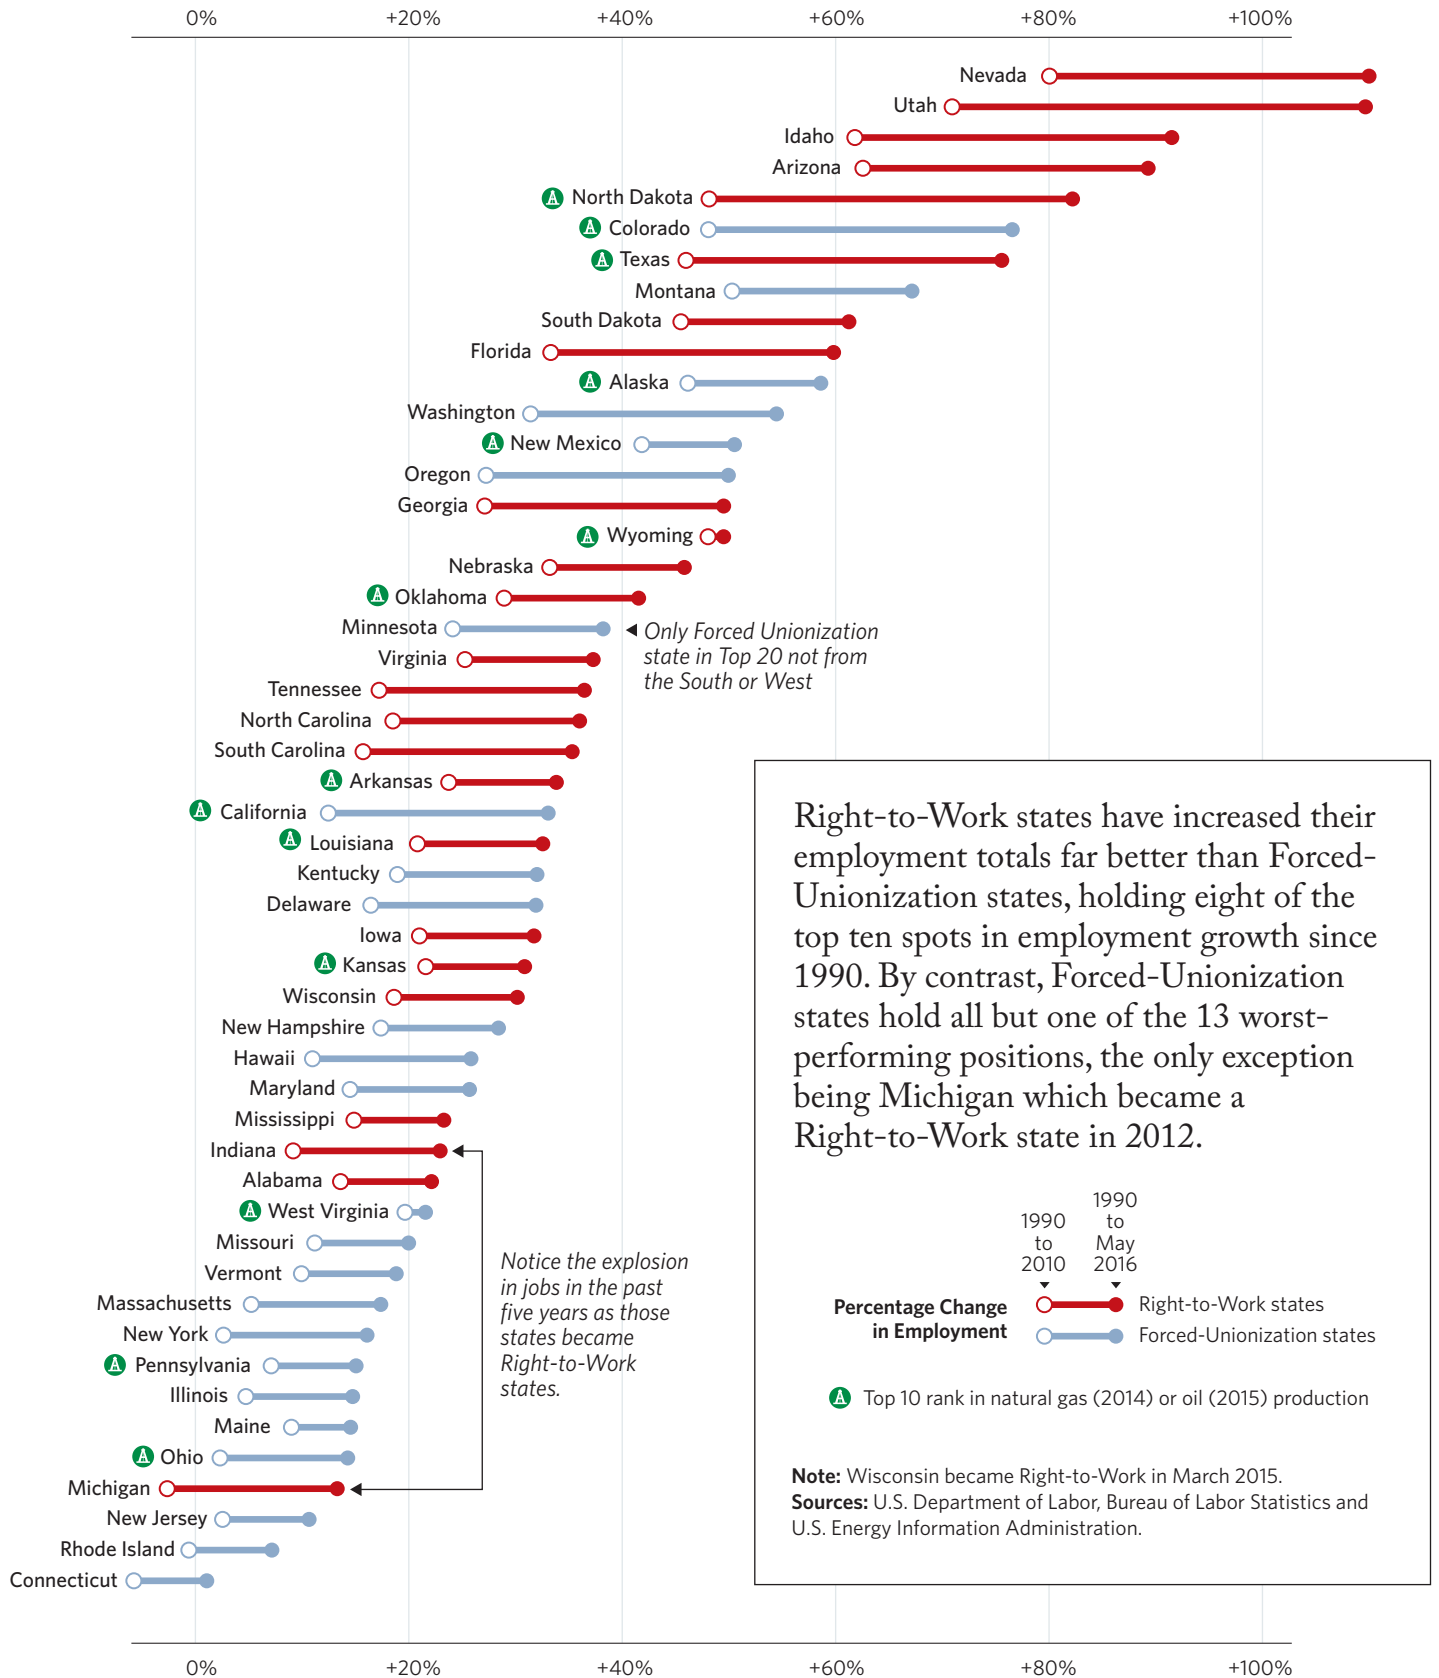 0% +20% +40% +60% +80% +100%
Nevada
Utah
Idaho
Arizona
North Dakota
Colorado
Texas
Montana
South Dakota
Florida
Alaska
Washington
New Mexico
Oregon
Georgia
Wyoming
Nebraska
Oklahoma
Minnesota
Only Forced Unionization
state in Top 20 not from
the South or West
Virginia
Tennessee
North Carolina
South Carolina
Arkansas
California
Louisiana
Kentucky
Delaware
Iowa
Kansas
Wisconsin
New Hampshire
Hawaii
Maryland
Mississippi
Indiana
Alabama
West Virginia
Missouri
Vermont
Massachusetts
New York
Pennsylvania
Illinois
Maine
Ohio
Michigan
New Jersey
Rhode Island
Connecticut
Notice the explosion
in jobs in the past
five years as those
states became
Right-to-Work
states.
Right-to-Work states have increased their
employment totals far better than Forced-
Unionization states, holding eight of the
top ten spots in employment growth since
1990. By contrast, Forced-Unionization
states hold all but one of the 13 worst-
performing positions, the only exception
being Michigan which became a
Right-to-Work state in 2012.
1990
to
2010
1990
to
May
2016
Percentage Change
in Employment
Right-to-Work states
Forced-Unionization states
Top 10 rank in natural gas (2014) or oil (2015) production
Note: Wisconsin became Right-to-Work in March 2015.
Sources: U.S. Department of Labor, Bureau of Labor Statistics and
U.S. Energy Information Administration.
0% +20% +40% +60% +80% +100%